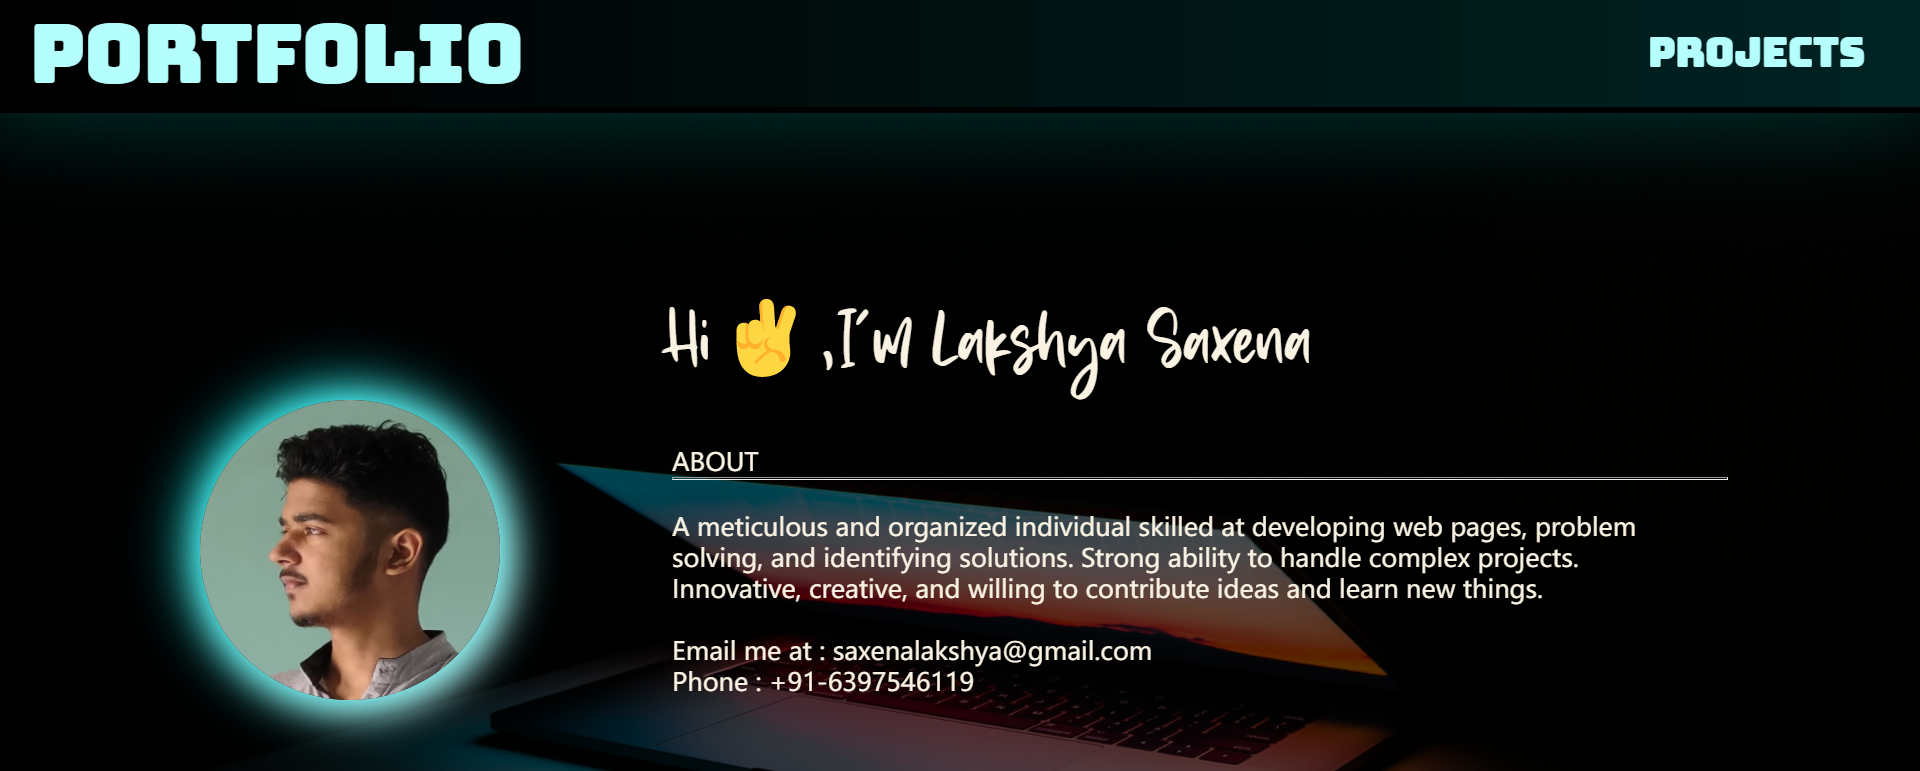 PORTFOLIO
PROJECTS
Hi ✌ ,I'm Lakshya Saxena
ABOUT
A meticulous and organized individual skilled at developing web pages, problem
solving, and identifying solutions. Strong ability to handle complex projects.
Innovative, creative, and willing to contribute ideas and learn new things.
Email me at : saxenalakshya@gmail.com
Phone : +91-6397546119